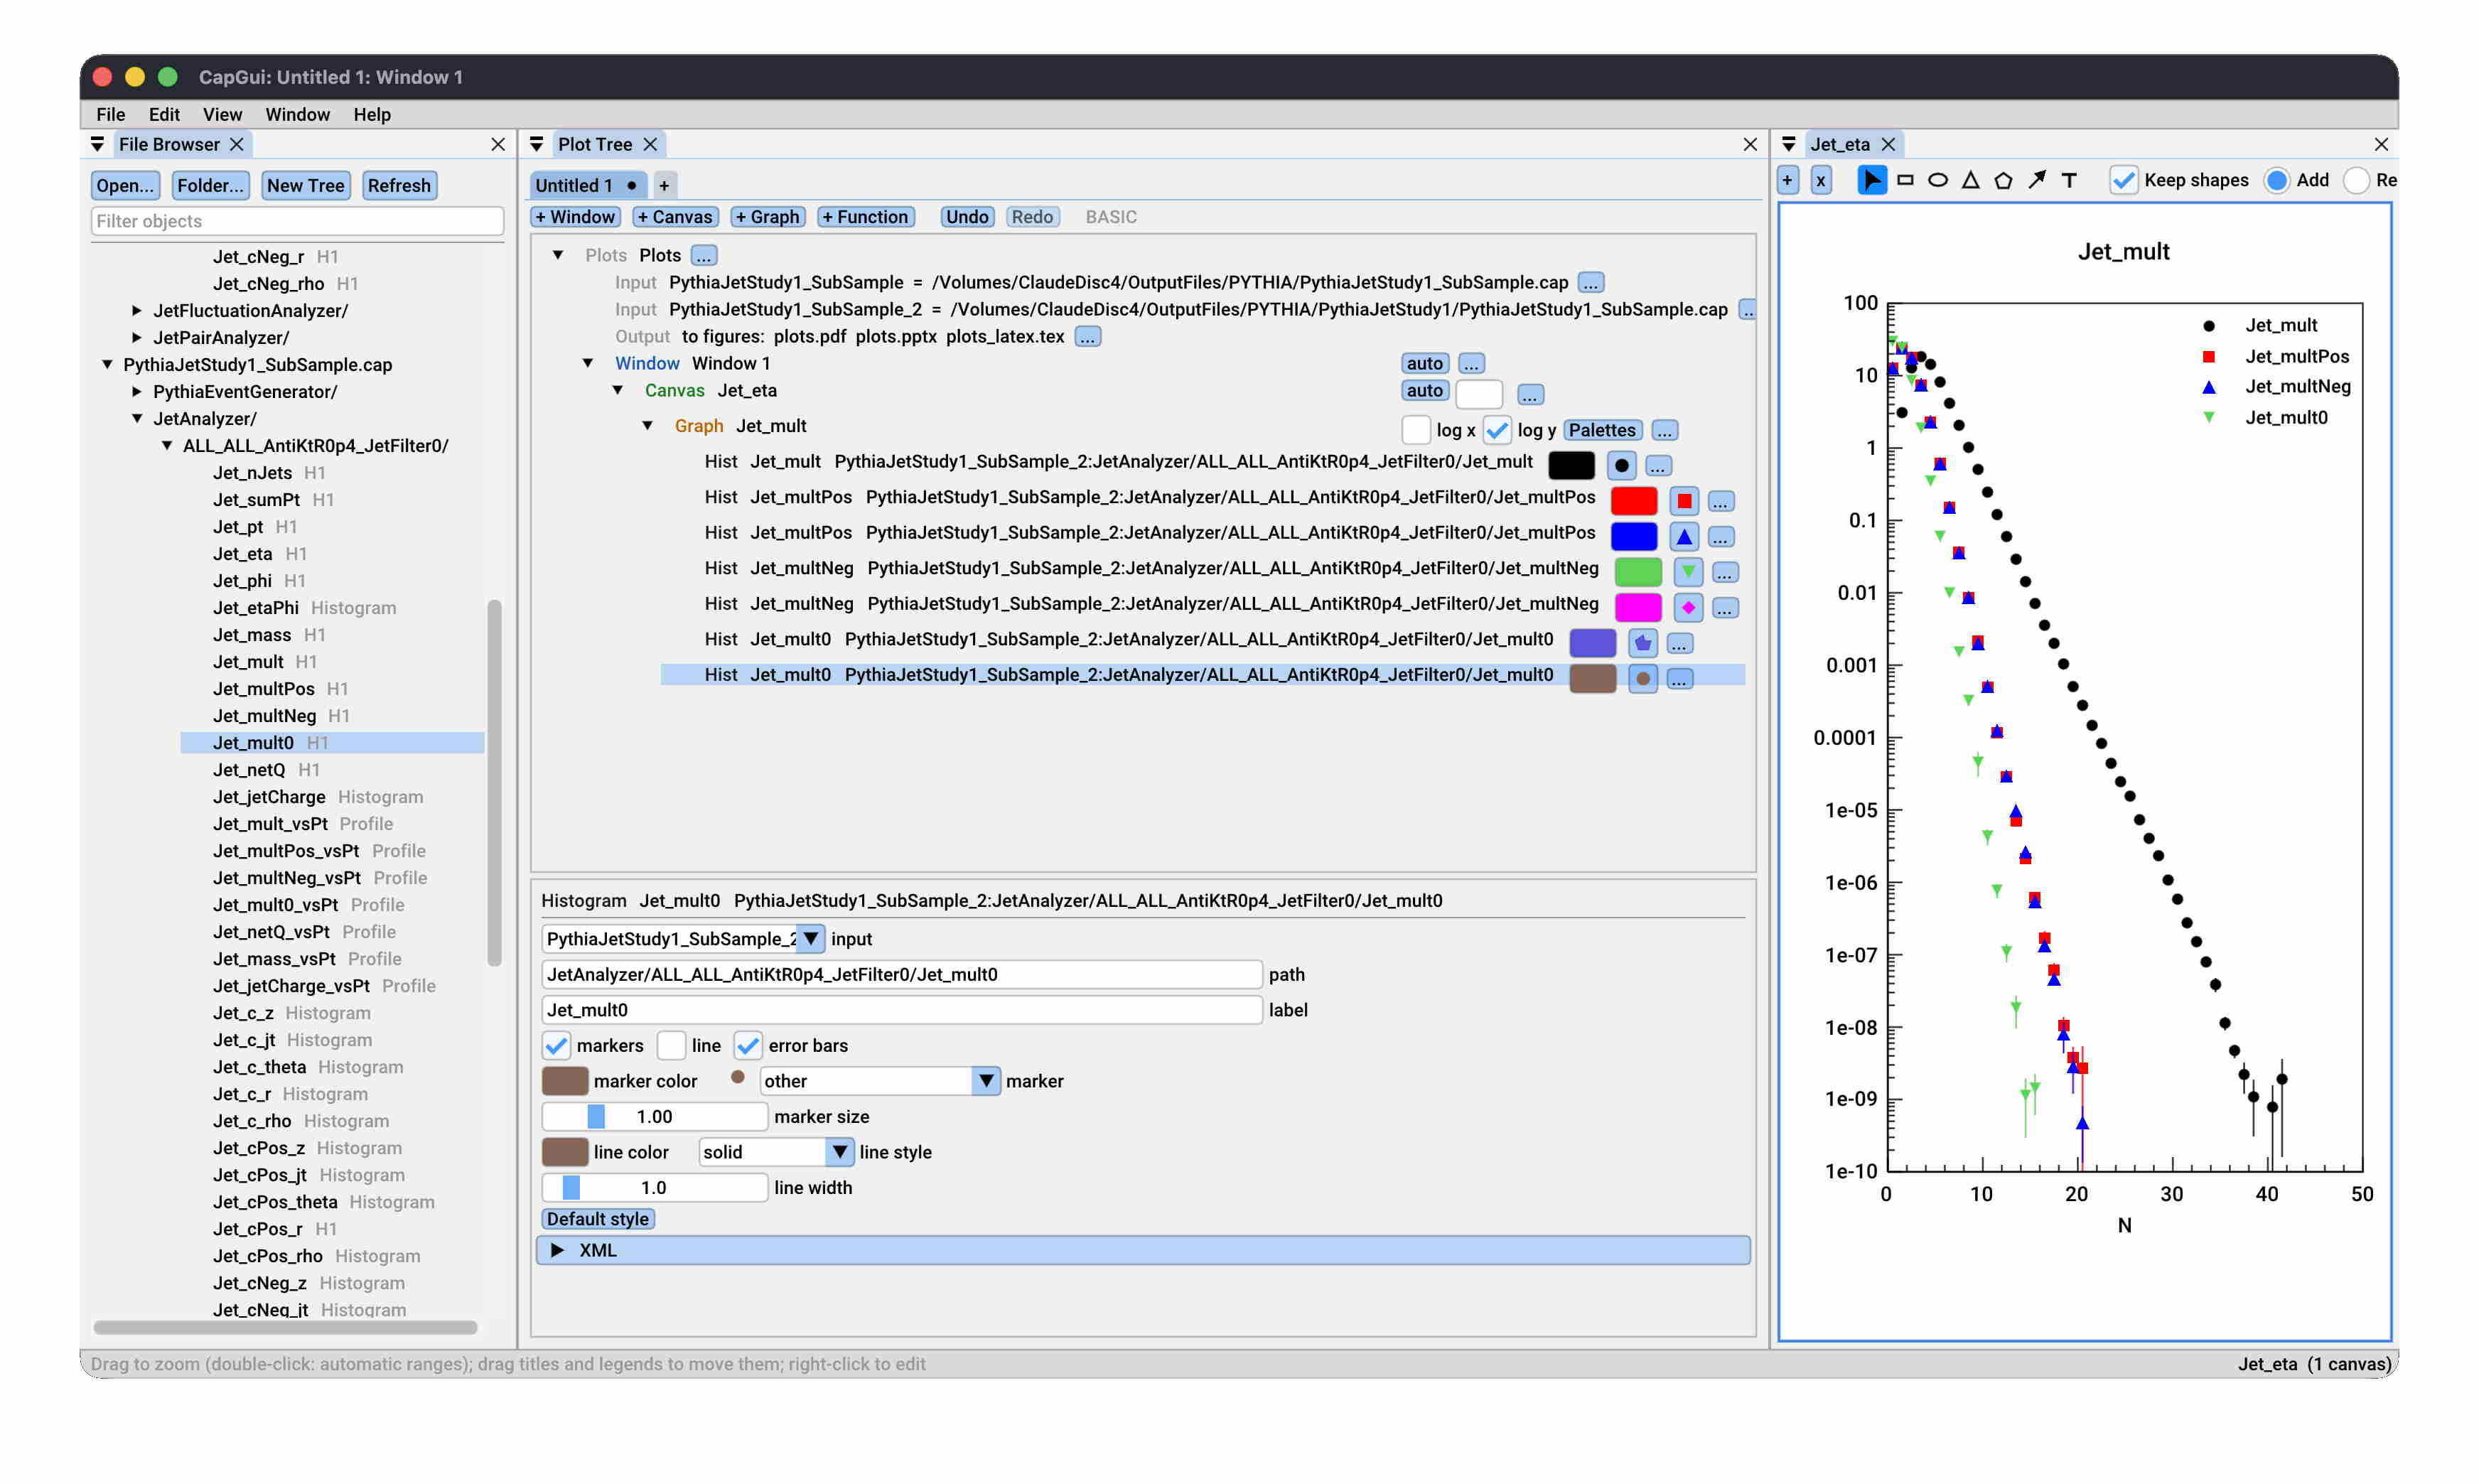 CapGui: Untitled 1: Window 1
File Edit View Window Help
File Browser
Open... Folder... New Tree Refresh
Filter objects
Jet_cNeg_r H1
Jet_cNeg_rho H1
JetFluctuationAnalyzer/
JetPairAnalyzer/
PythiaJetStudy1_SubSample.cap
PythiaEventGenerator/
JetAnalyzer/
ALL_ALL_AntiKtR0p4_JetFilter0/
Jet_nJets H1
Jet_sumPt H1
Jet_pt H1
Jet_eta H1
Jet_phi H1
Jet_etaPhi Histogram
Jet_mass H1
Jet_mult H1
Jet_multPos H1
Jet_multNeg H1
Jet_mult0 H1
Jet_netQ H1
Jet_jetCharge Histogram
Jet_mult_vsPt Profile
Jet_multPos_vsPt Profile
Jet_multNeg_vsPt Profile
Jet_mult0_vsPt Profile
Jet_netQ_vsPt Profile
Jet_mass_vsPt Profile
Jet_jetCharge_vsPt Profile
Jet_c_z Histogram
Jet_c_jt Histogram
Jet_c_theta Histogram
Jet_c_r Histogram
Jet_c_rho Histogram
Jet_cPos_z Histogram
Jet_cPos_jt Histogram
Jet_cPos_theta Histogram
Jet_cPos_r H1
Jet_cPos_rho Histogram
Jet_cNeg_z Histogram
Jet_cNeg_jt Histogram
Plot Tree
Untitled 1 +
+ Window + Canvas + Graph + Function Undo Redo BASIC
Plots Plots ...
Input PythiaJetStudy1_SubSample = /Volumes/ClaudeDisc4/OutputFiles/PYTHIA/PythiaJetStudy1_SubSample.cap ...
Input PythiaJetStudy1_SubSample_2 = /Volumes/ClaudeDisc4/OutputFiles/PYTHIA/PythiaJetStudy1/PythiaJetStudy1_SubSample.cap ..
Output to figures: plots.pdf plots.pptx plots_latex.tex ...
Window Window 1 auto ...
Canvas Jet_eta auto ...
Graph Jet_mult log x log y Palettes ...
Hist Jet_mult PythiaJetStudy1_SubSample_2:JetAnalyzer/ALL_ALL_AntiKtR0p4_JetFilter0/Jet_mult ...
Hist Jet_multPos PythiaJetStudy1_SubSample_2:JetAnalyzer/ALL_ALL_AntiKtR0p4_JetFilter0/Jet_multPos ...
Hist Jet_multPos PythiaJetStudy1_SubSample_2:JetAnalyzer/ALL_ALL_AntiKtR0p4_JetFilter0/Jet_multPos ...
Hist Jet_multNeg PythiaJetStudy1_SubSample_2:JetAnalyzer/ALL_ALL_AntiKtR0p4_JetFilter0/Jet_multNeg ...
Hist Jet_multNeg PythiaJetStudy1_SubSample_2:JetAnalyzer/ALL_ALL_AntiKtR0p4_JetFilter0/Jet_multNeg ...
Hist Jet_mult0 PythiaJetStudy1_SubSample_2:JetAnalyzer/ALL_ALL_AntiKtR0p4_JetFilter0/Jet_mult0 ...
Hist Jet_mult0 PythiaJetStudy1_SubSample_2:JetAnalyzer/ALL_ALL_AntiKtR0p4_JetFilter0/Jet_mult0 ...
Histogram Jet_mult0 PythiaJetStudy1_SubSample_2:JetAnalyzer/ALL_ALL_AntiKtR0p4_JetFilter0/Jet_mult0
PythiaJetStudy1_SubSample_2 input
JetAnalyzer/ALL_ALL_AntiKtR0p4_JetFilter0/Jet_mult0 path
Jet_mult0 label
markers line error bars
marker color other marker
1.00 marker size
line color solid line style
1.0 line width
Default style
XML
Jet_eta
+ x T Keep shapes Add Re
Jet_mult
100
10
1
0.1
0.01
0.001
0.0001
1e-05
1e-06
1e-07
1e-08
1e-09
1e-10
Jet_mult
Jet_multPos
Jet_multNeg
Jet_mult0
0 10 20 30 40 50
N
Drag to zoom (double-click: automatic ranges); drag titles and legends to move them; right-click to edit
Jet_eta (1 canvas)